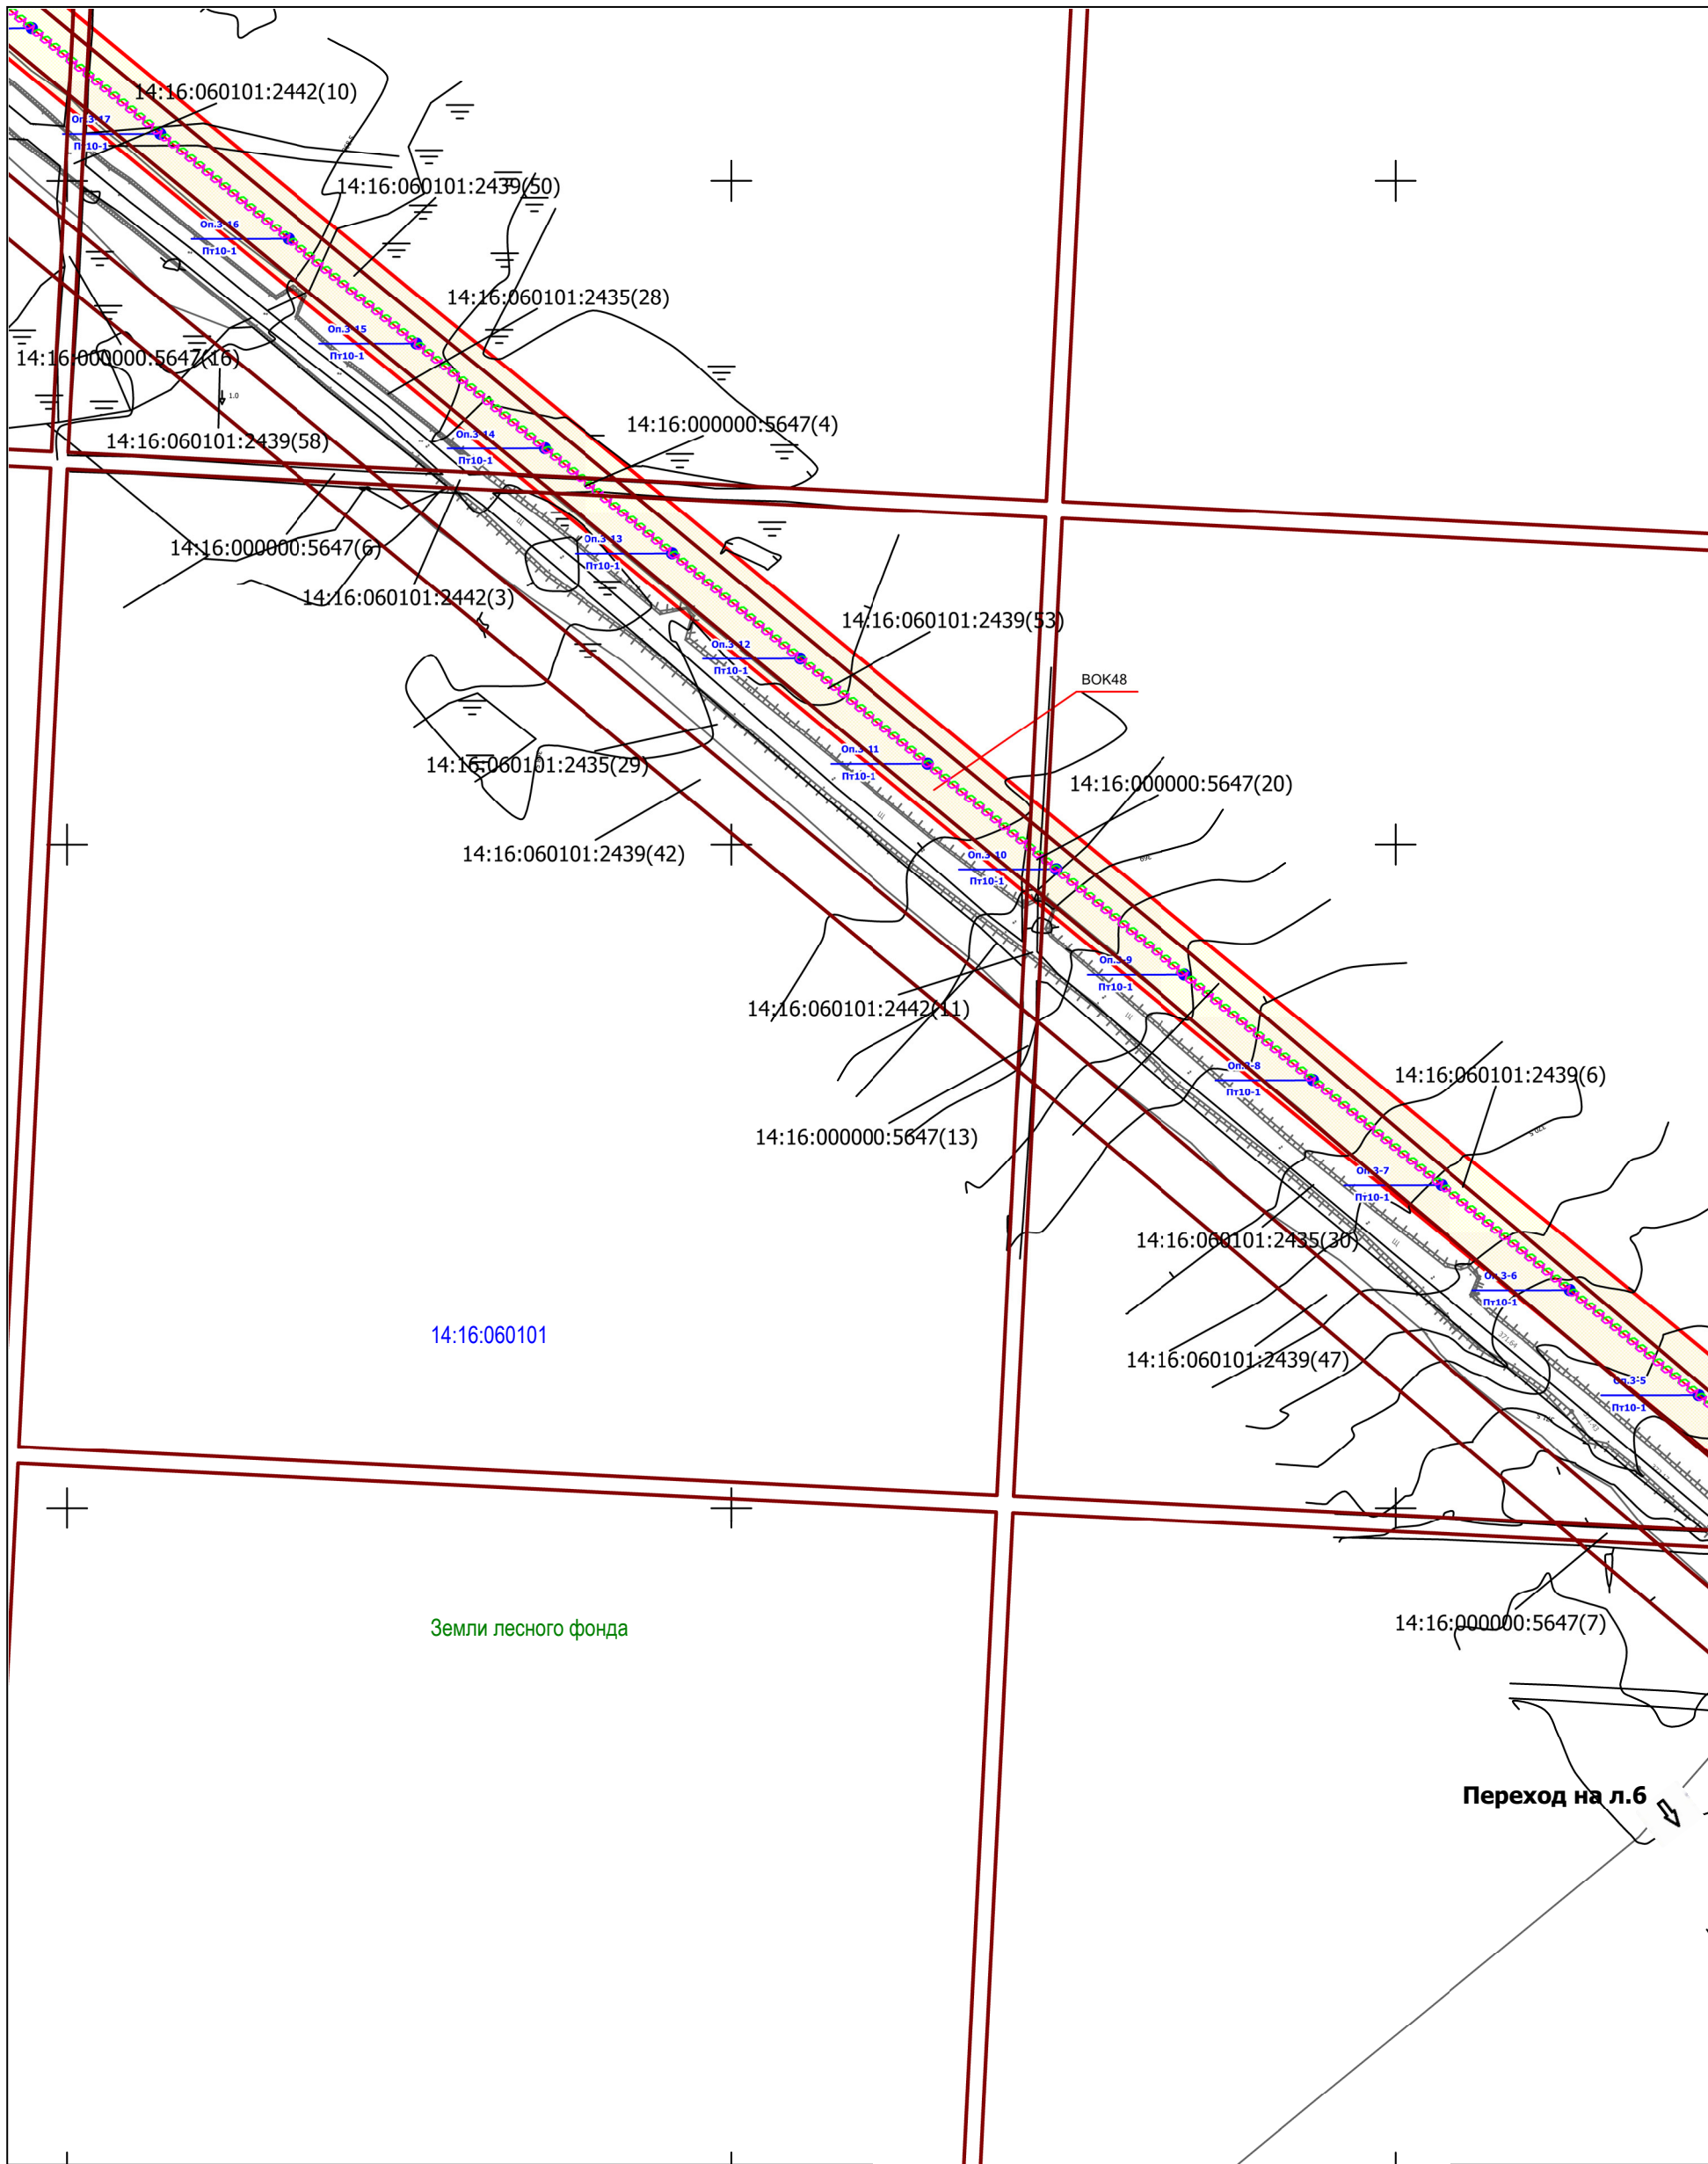 14:16:060101:2442(10)
Оп.3-17
Пт10-1
14:16:060101:2439(50)
Оп.3-16
Пт10-1
14:16:060101:2435(28)
Оп.3-15
Пт10-1
14:16:000000:5647(16)
1.0
14:16:000000:5647(4)
14:16:060101:2439(58)
Оп.3-14
Пт10-1
14:16:000000:5647(6)
Оп.3-13
Пт10-1
14:16:060101:2442(3)
14:16:060101:2439(53)
Оп.3-12
Пт10-1
ВОК48
Оп.3-11
Пт10-1
14:16:060101:2435(29)
14:16:000000:5647(20)
14:16:060101:2439(42)
Оп.3-10
Пт10-1
Оп.3-9
Пт10-1
14:16:060101:2442(11)
Оп.3-8
Пт10-1
14:16:060101:2439(6)
14:16:000000:5647(13)
Оп.3-7
Пт10-1
14:16:060101:2435(30)
Оп.3-6
Пт10-1
14:16:060101
371.64
14:16:060101:2439(47)
Оп.3-5
Пт10-1
14:16:000000:5647(7)
Земли лесного фонда
Переход на л.6